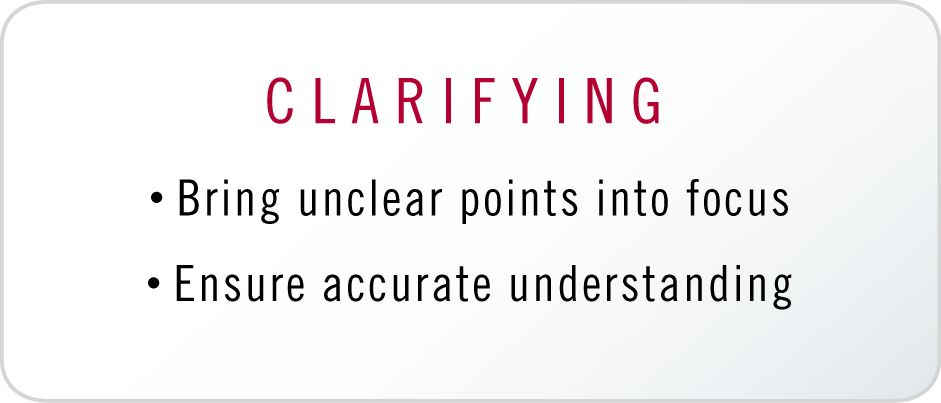 CLARIFYING
• Bring unclear points into focus
• Ensure accurate understanding